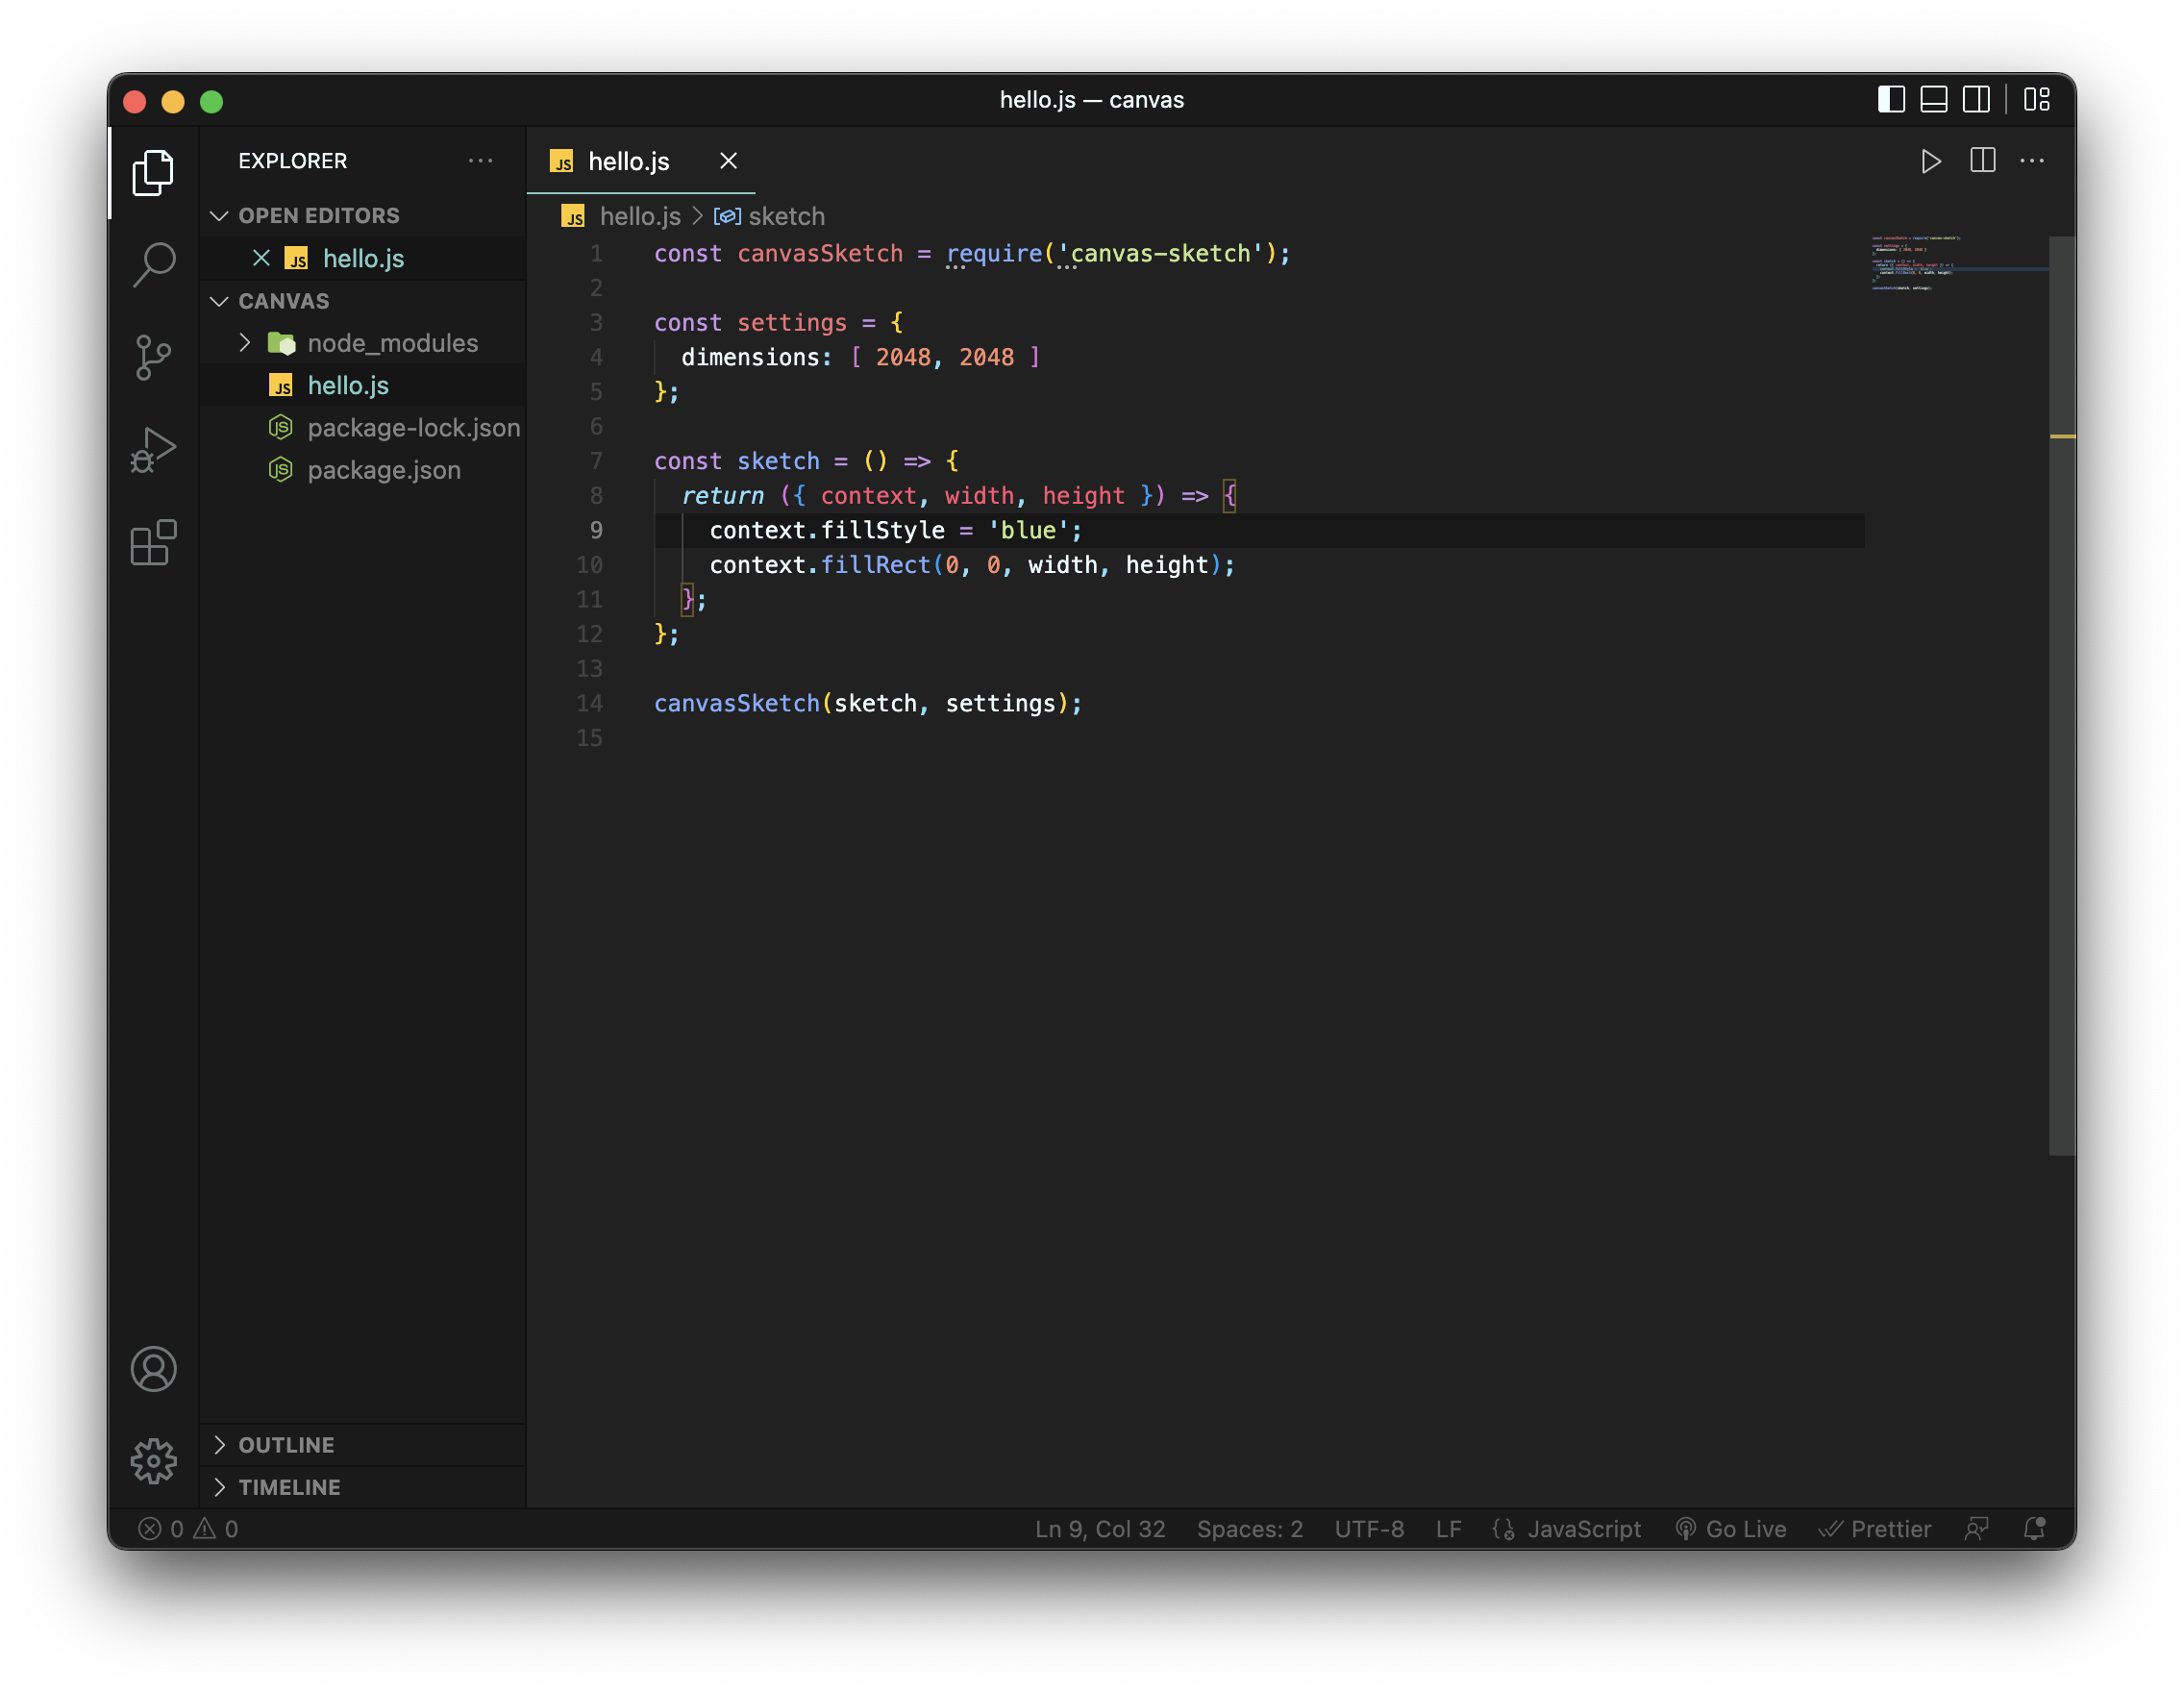 hello.js — canvas
EXPLORER
OPEN EDITORS
JS hello.js
CANVAS
node_modules
JS hello.js
JS package-lock.json
JS package.json
OUTLINE
TIMELINE
JS hello.js
JS hello.js > sketch
1 const canvasSketch = require('canvas-sketch');
2
3 const settings = {
4 dimensions: [ 2048, 2048 ]
5 };
6
7 const sketch = () => {
8 return ({ context, width, height }) => {
9 context.fillStyle = 'blue';
10 context.fillRect(0, 0, width, height);
11 };
12 };
13
14 canvasSketch(sketch, settings);
15
0 0 Ln 9, Col 32 Spaces: 2 UTF-8 LF JavaScript Go Live Prettier